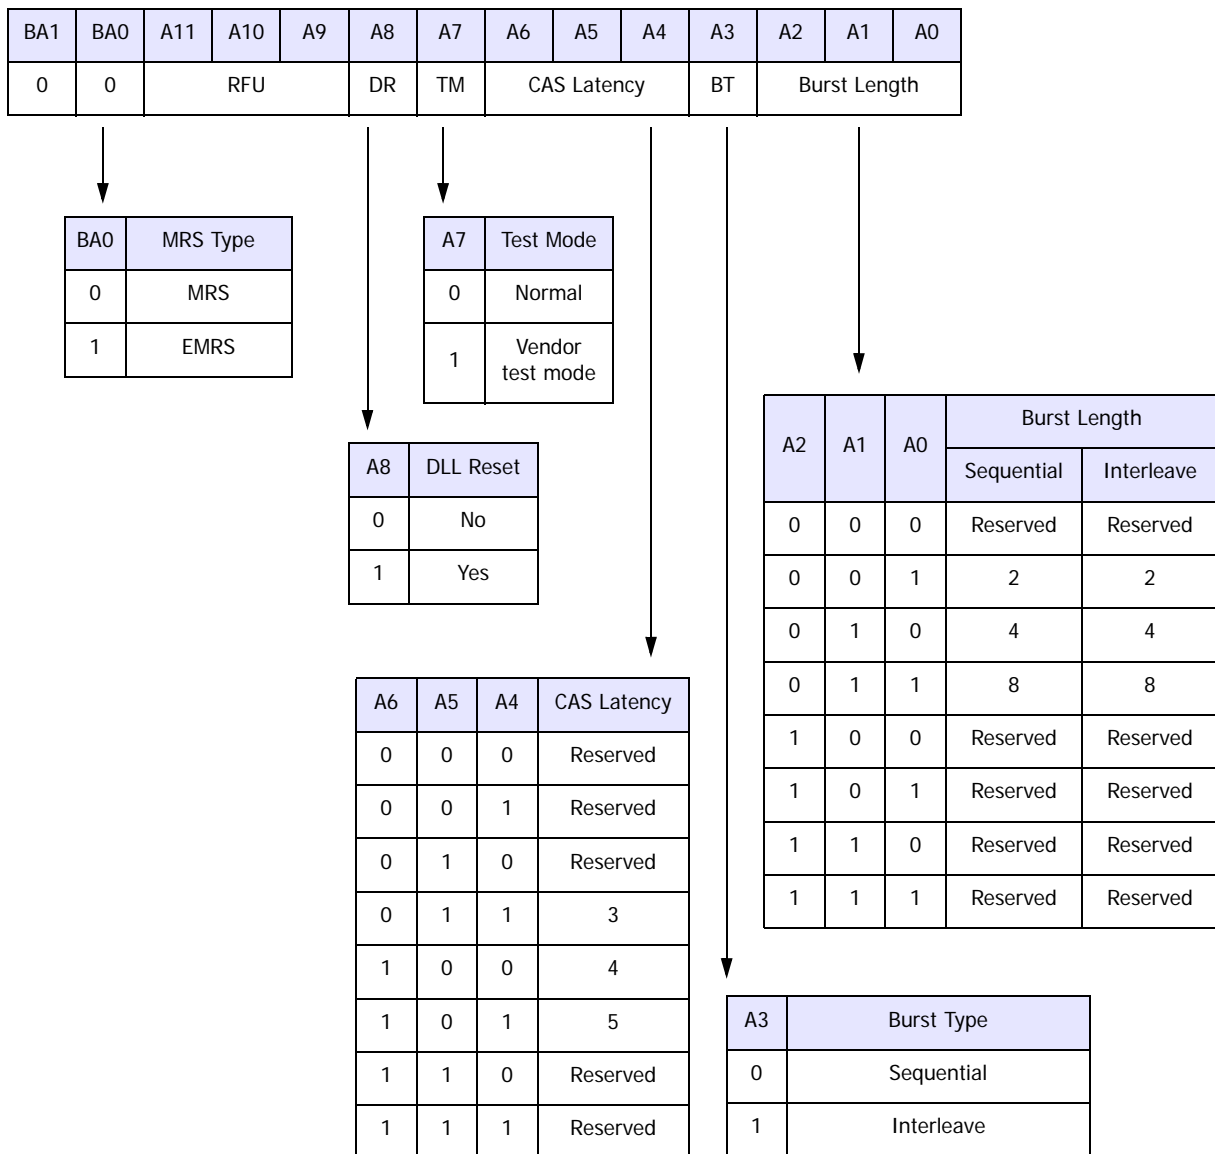 BA1 BA0 A11 A10 A9 A8 A7 A6 A5 A4 A3 A2 A1 A0
0 0 RFU DR TM CAS Latency BT Burst Length
BA0 MRS Type
0 MRS
1 EMRS
A7 Test Mode
0 Normal
1 Vendor
test mode
A8 DLL Reset
0 No
1 Yes
A2 A1 A0 Burst Length
Sequential Interleave
0 0 0 Reserved Reserved
0 0 1 2 2
0 1 0 4 4
0 1 1 8 8
1 0 0 Reserved Reserved
1 0 1 Reserved Reserved
1 1 0 Reserved Reserved
1 1 1 Reserved Reserved
A6 A5 A4 CAS Latency
0 0 0 Reserved
0 0 1 Reserved
0 1 0 Reserved
0 1 1 3
1 0 0 4
1 0 1 5
1 1 0 Reserved
1 1 1 Reserved
A3 Burst Type
0 Sequential
1 Interleave